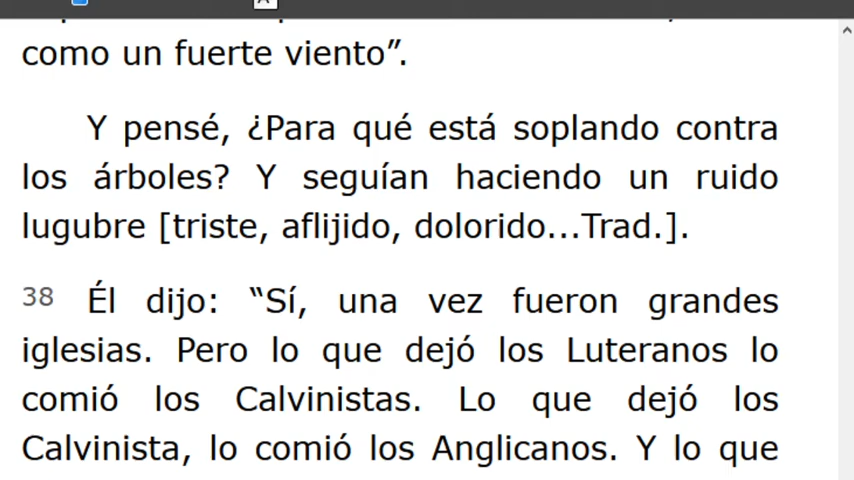 como un fuerte viento”.
Y pensé, ¿Para qué está soplando contra
los árboles? Y seguían haciendo un ruido
lugubre [triste, aflijido, dolorido...Trad.].
38 Él dijo: “Sí, una vez fueron grandes
iglesias. Pero lo que dejó los Luteranos lo
comió los Calvinistas. Lo que dejó los
Calvinista, lo comió los Anglicanos. Y lo que